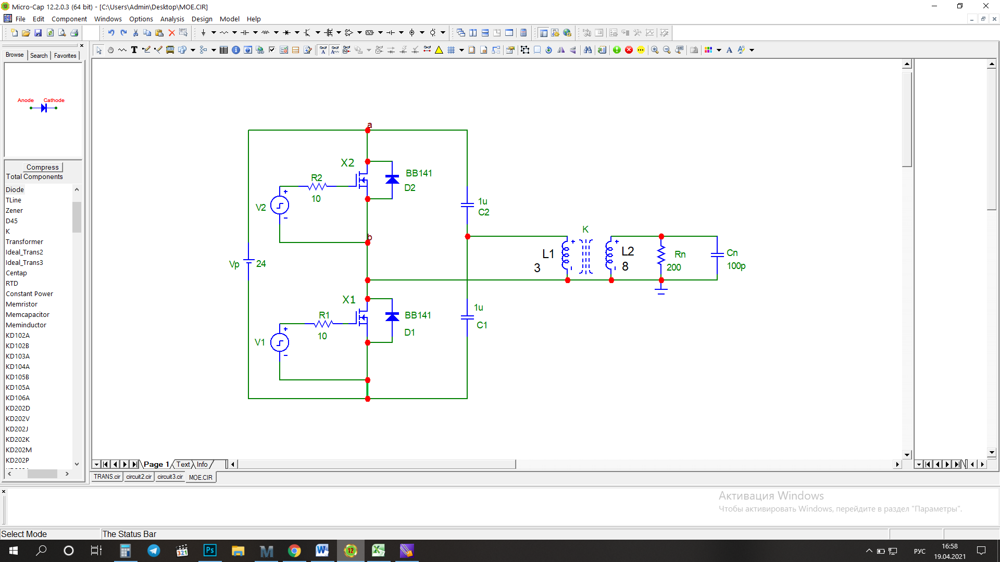 Micro-Cap 12.2.0.3 (64 bit) - [C:\Users\Admin\Desktop\MOE.CIR]
File Edit Component Windows Options Analysis Design Model Help
Browse Search Favorites
Anode Cathode
Compress
Total Components
Diode
TLine
Zener
D45
K
Transformer
Ideal_Trans2
Ideal_Trans3
Centap
RTD
Constant Power
Memristor
Memcapacitor
Meminductor
KD102A
KD102B
KD103A
KD104A
KD105B
KD105A
KD106A
KD202D
KD202V
KD202J
KD202K
KD202M
KD202P
a
X2
R2
10
V2
BB141
D2
1u
C2
b
Vp 24
K
L1
3
L2
8
Rn
200
Cn
100p
X1
R1
10
V1
BB141
D1
1u
C1
Page 1 Text Info
TRANS.cir circuit2.cir circuit3.cir MOE.CIR
Активация Windows
Чтобы активировать Windows, перейдите в раздел "Параметры".
Select Mode The Status Bar
321
Ps
12
РУС
16:58
19.04.2021